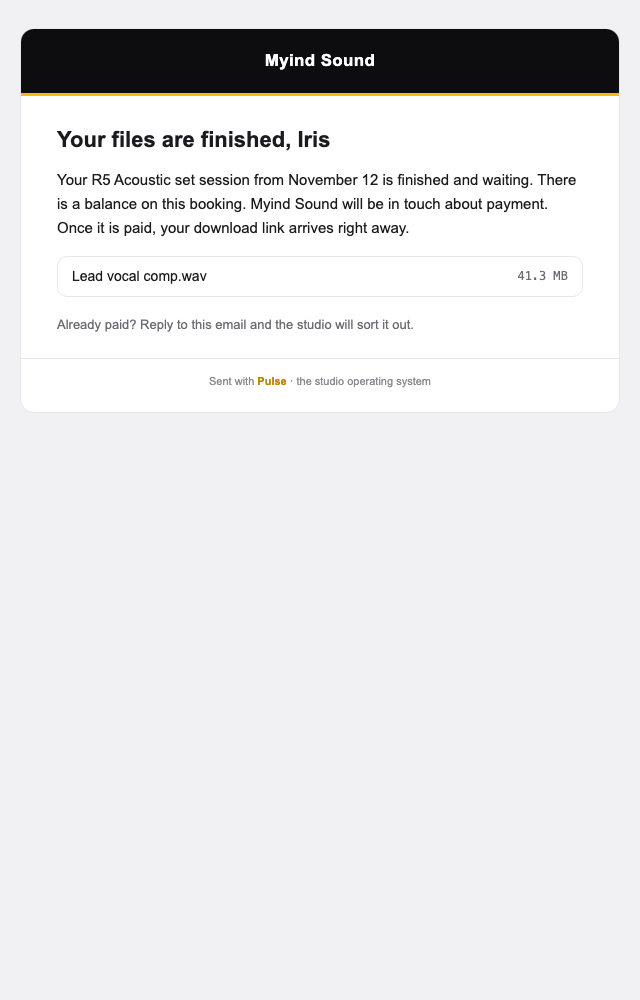 Myind Sound
Your files are finished, Iris
Your R5 Acoustic set session from November 12 is finished and waiting. There
is a balance on this booking. Myind Sound will be in touch about payment.
Once it is paid, your download link arrives right away.
Lead vocal comp.wav 41.3 MB
Already paid? Reply to this email and the studio will sort it out.
Sent with Pulse · the studio operating system